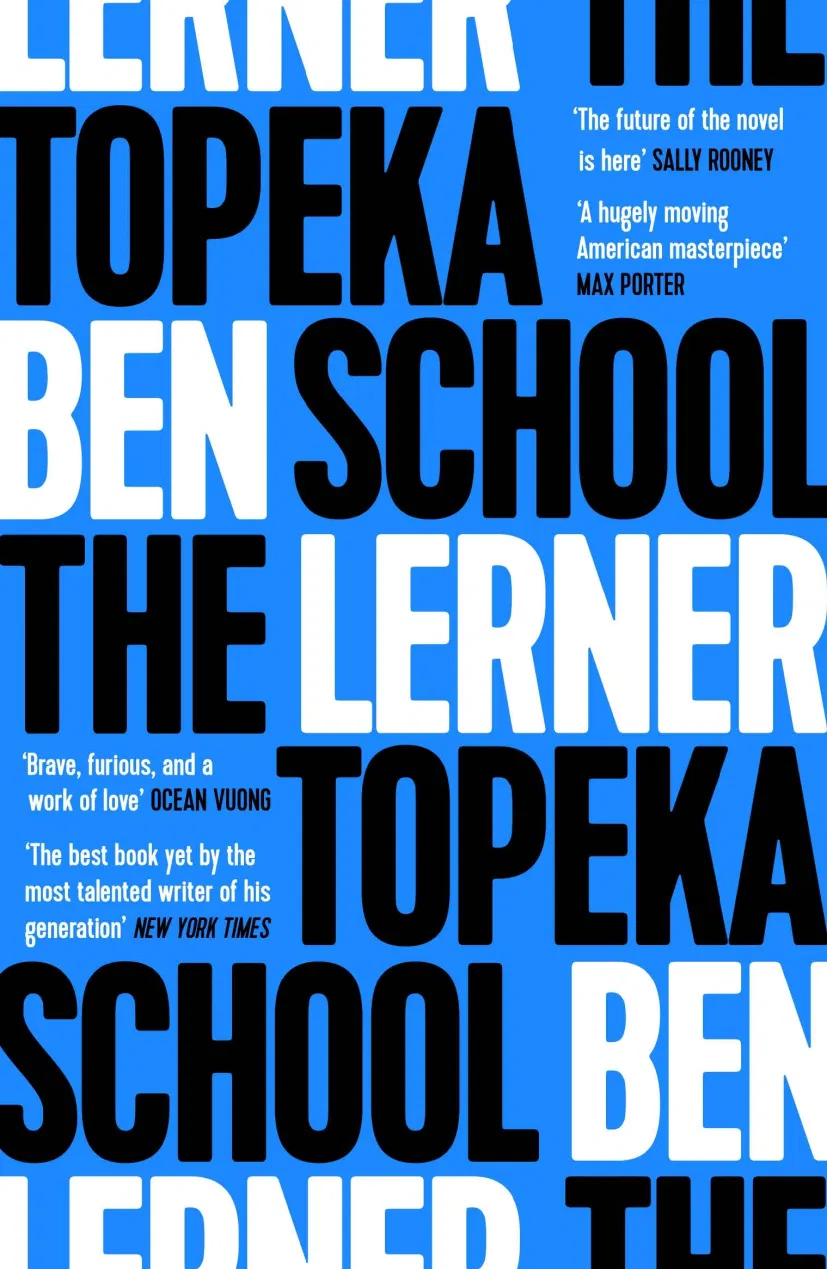 LERNER THE
TOPEKA
‘The future of the novel
is here’ SALLY ROONEY
‘A hugely moving
American masterpiece’
MAX PORTER
BEN SCHOOL
THE LERNER
‘Brave, furious, and a
work of love’ OCEAN VUONG
‘The best book yet by the
most talented writer of his
generation’ NEW YORK TIMES
TOPEKA
SCHOOL BEN
LERNER THE